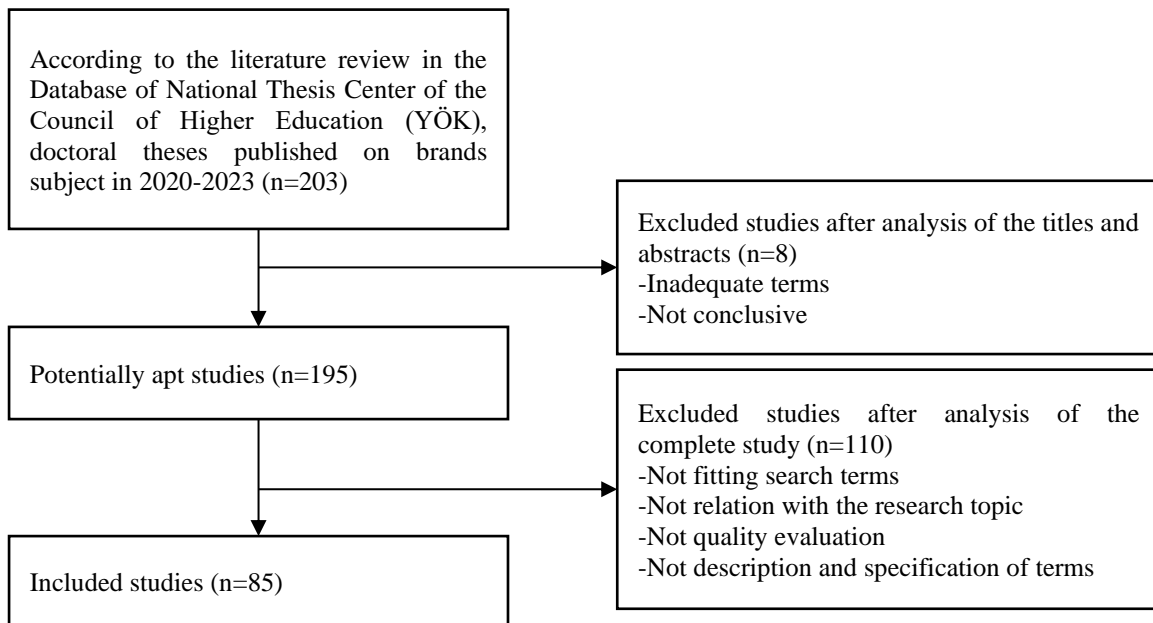 According to the literature review in the
Database of National Thesis Center of the
Council of Higher Education (YÖK),
doctoral theses published on brands
subject in 2020-2023 (n=203)
Excluded studies after analysis of the titles and
abstracts (n=8)
-Inadequate terms
-Not conclusive
Potentially apt studies (n=195)
Excluded studies after analysis of the
complete study (n=110)
-Not fitting search terms
-Not relation with the research topic
-Not quality evaluation
-Not description and specification of terms
Included studies (n=85)